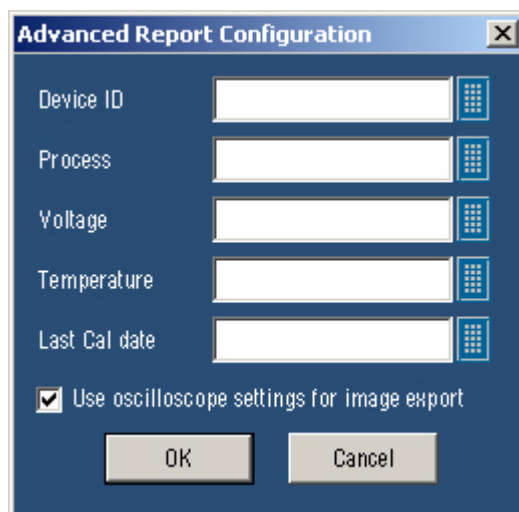 Advanced Report Configuration
Device ID
Process
Voltage
Temperature
Last Cal date
Use oscilloscope settings for image export
OK Cancel